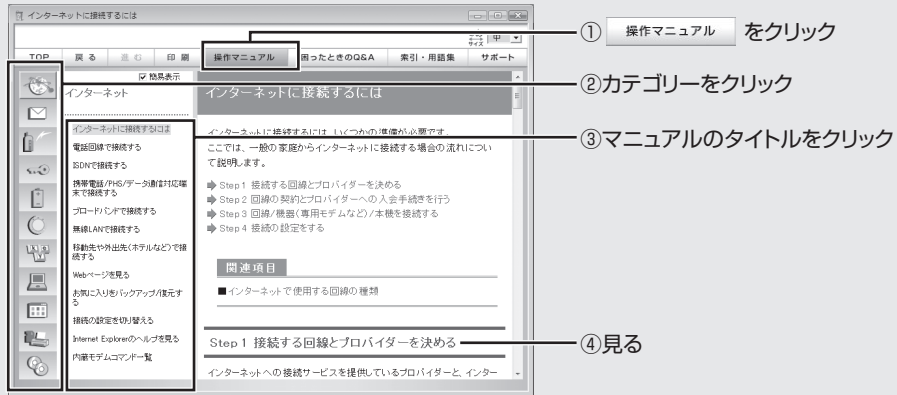 インターネットに接続するには
文字サイズ 中
TOP 戻る 進む 印刷 操作マニュアル 困ったときのQ&A 索引・用語集 サポート
簡易表示
インターネット
インターネットに接続するには
電話回線で接続する
ISDNで接続する
携帯電話/PHS/データ通信対応端
末で接続する
ブロードバンドで接続する
無線LANで接続する
移動先や外出先(ホテルなど)で接
続する
Webページを見る
お気に入りをバックアップ/復元す
る
接続の設定を切り替える
Internet Explorerのヘルプを見る
内蔵モデムコマンド一覧
インターネットに接続するには
インターネットに接続するには、いくつかの準備が必要です。
ここでは、一般の家庭からインターネットに接続する場合の流れについ
て説明します。
Step1 接続する回線とプロバイダーを決める
Step2 回線の契約とプロバイダーへの入会手続きを行う
Step3 回線/機器(専用モデムなど)/本機を接続する
Step4 接続の設定をする
関連項目
■インターネットで使用する回線の種類
Step1 接続する回線とプロバイダーを決める
インターネットへの接続サービスを提供しているプロバイダーと、インター
① 操作マニュアル をクリック
②カテゴリーをクリック
③マニュアルのタイトルをクリック
④見る